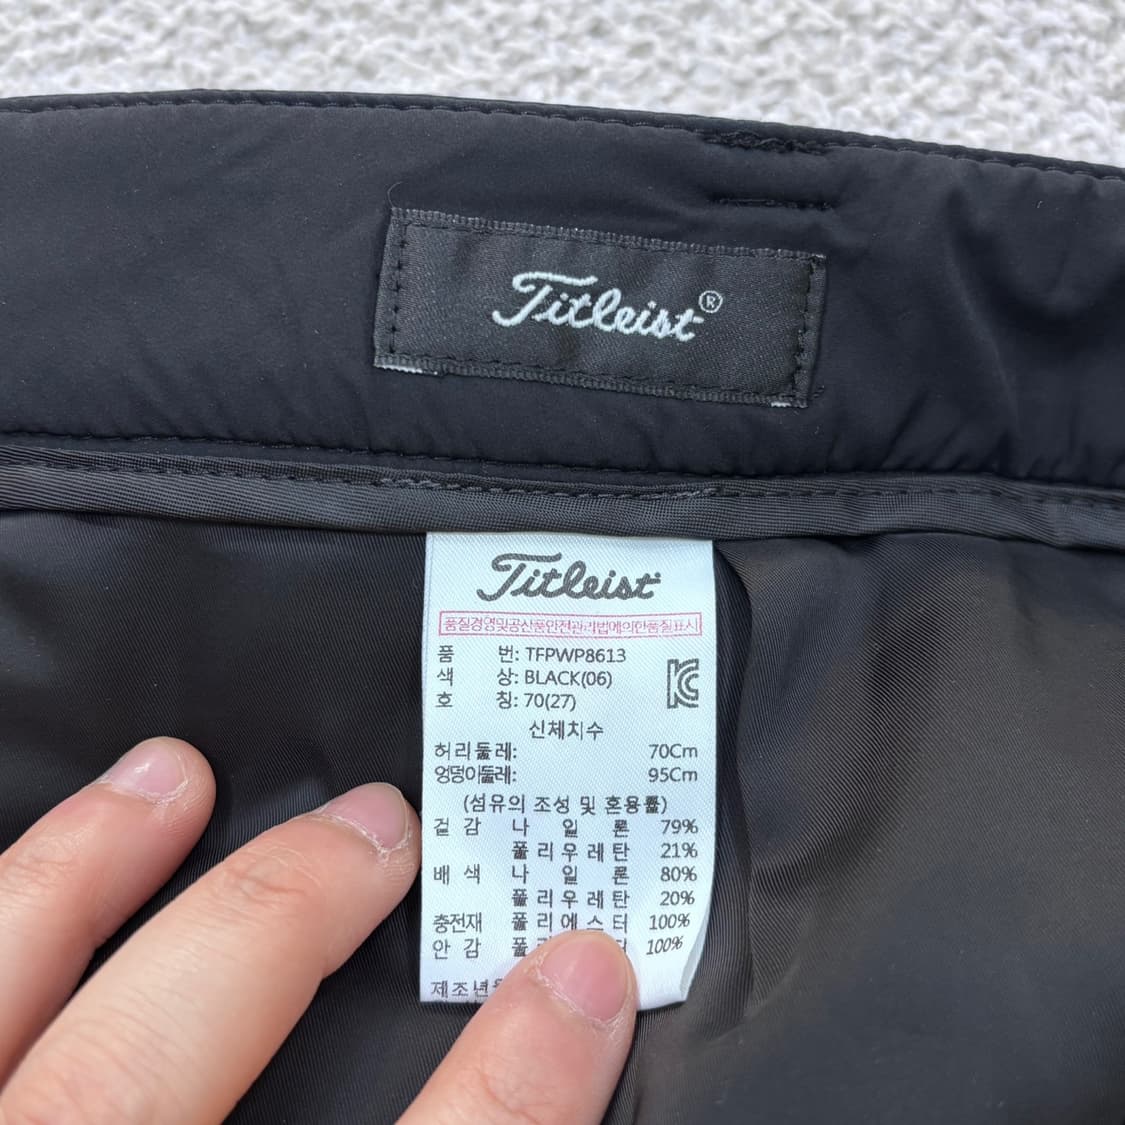 Titleist®
Titleist
품질경영및공산품안전관리법에의한품질표시
품 번: TFPWP8613
색 상: BLACK(06)
호 칭: 70(27)
신체치수
허리둘레: 70Cm
엉덩이둘레: 95Cm
(섬유의 조성 및 혼용률)
겉 감 나 일 론 79%
폴 리 우 레 탄 21%
배 색 나 일 론 80%
폴 리 우 레 탄 20%
충전재 폴 리 에 스 터 100%
안 감 100%